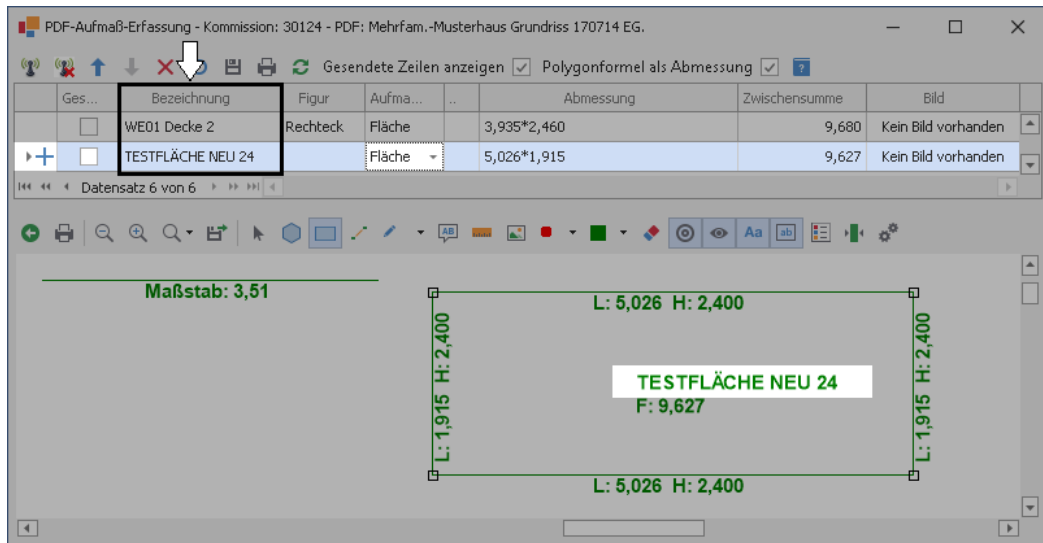 PDF-Aufmaß-Erfassung - Kommission: 30124 - PDF: Mehrfam.-Musterhaus Grundriss 170714 EG.
Gesendete Zeilen anzeigen Polygonformel als Abmessung ?
Ges... Bezeichnung Figur Aufma... .. Abmessung Zwischensumme Bild
WE01 Decke 2 Rechteck Fläche 3,935*2,460 9,680 Kein Bild vorhanden
TESTFLÄCHE NEU 24 Fläche 5,026*1,915 9,627 Kein Bild vorhanden
Datensatz 6 von 6
AB Aa ab
Maßstab: 3,51
L: 5,026 H: 2,400
L: 1,915 H: 2,400
TESTFLÄCHE NEU 24
F: 9,627
L: 1,915 H: 2,400
L: 5,026 H: 2,400